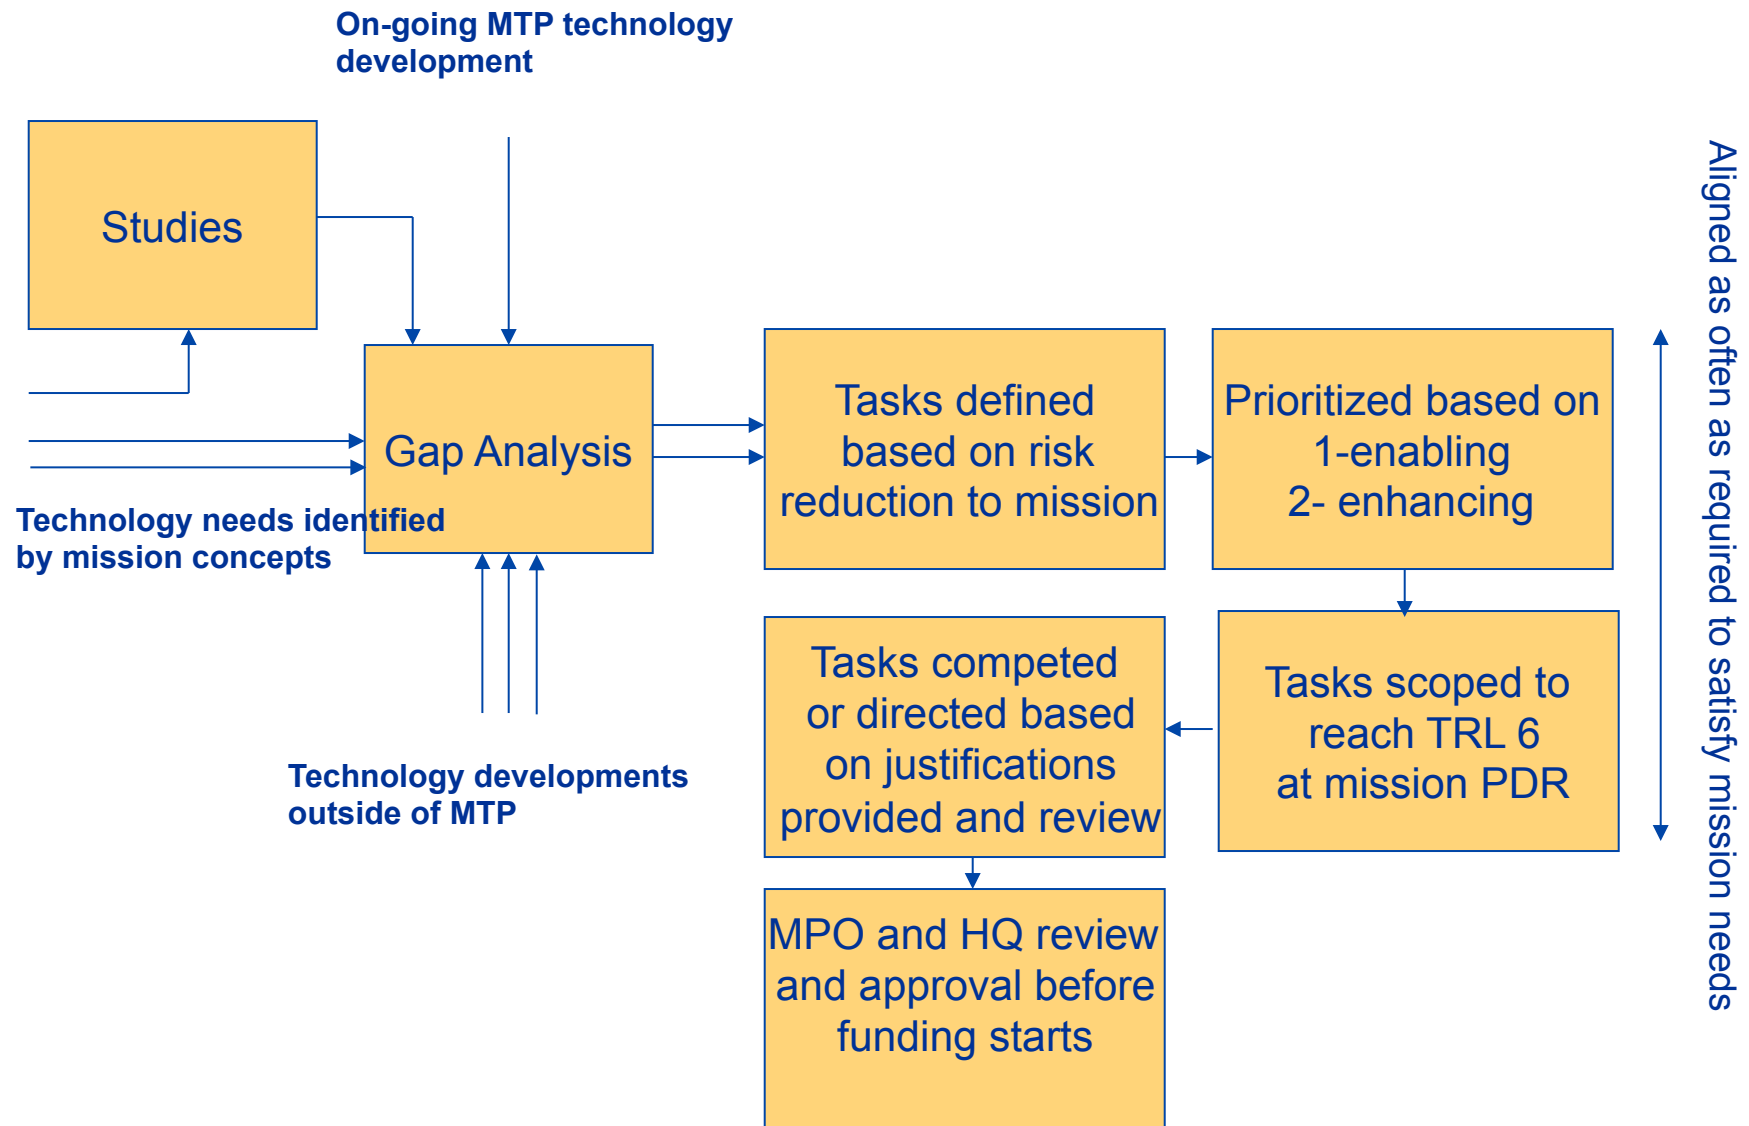 On-going MTP technology
development
Studies
Gap Analysis
Technology needs identified
by mission concepts
Technology developments
outside of MTP
Tasks defined
based on risk
reduction to mission
Prioritized based on
1-enabling
2- enhancing
Tasks scoped to
reach TRL 6
at mission PDR
Tasks competed
or directed based
on justifications
provided and review
MPO and HQ review
and approval before
funding starts
Aligned as often as required to satisfy mission needs